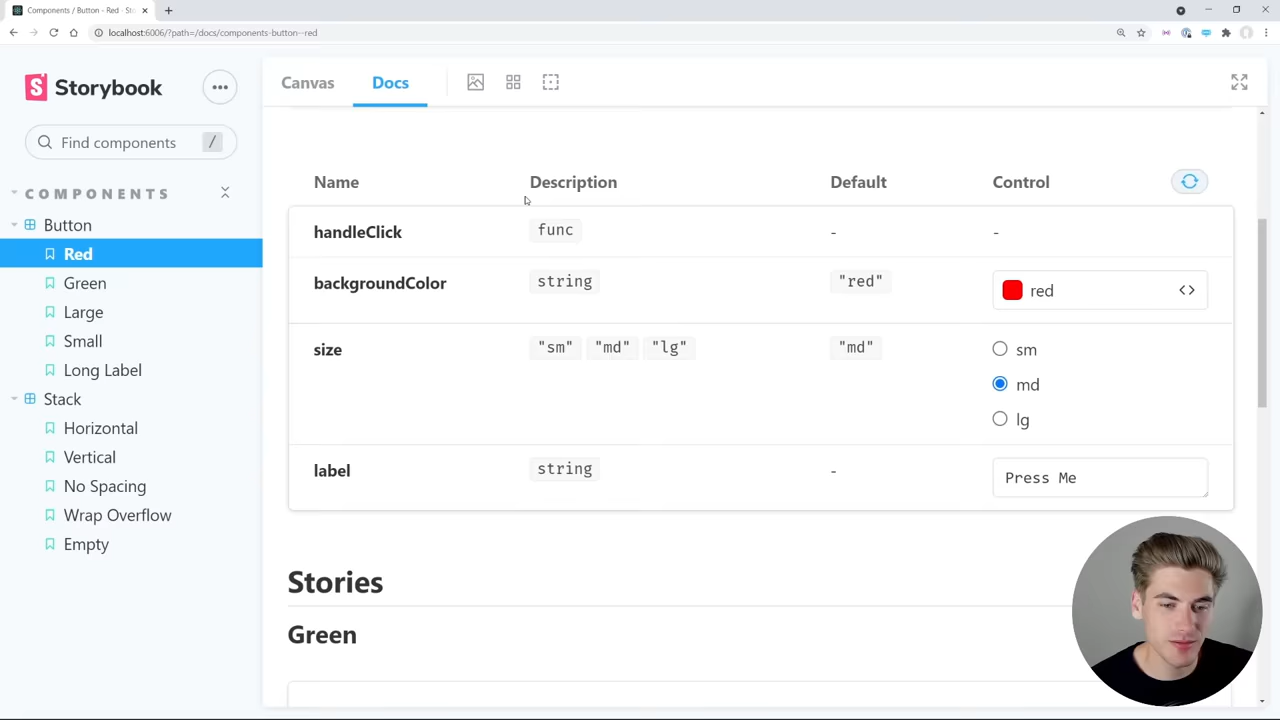 Components / Button - Red - Sto
localhost:6006/?path=/docs/components-button--red
Storybook
Find components
/
COMPONENTS
Button
Red
Green
Large
Small
Long Label
Stack
Horizontal
Vertical
No Spacing
Wrap Overflow
Empty
Canvas
Docs
Name Description Default Control
handleClick func - -
backgroundColor string "red" red
size "sm" "md" "lg" "md" sm
md
lg
label string - Press Me
Stories
Green